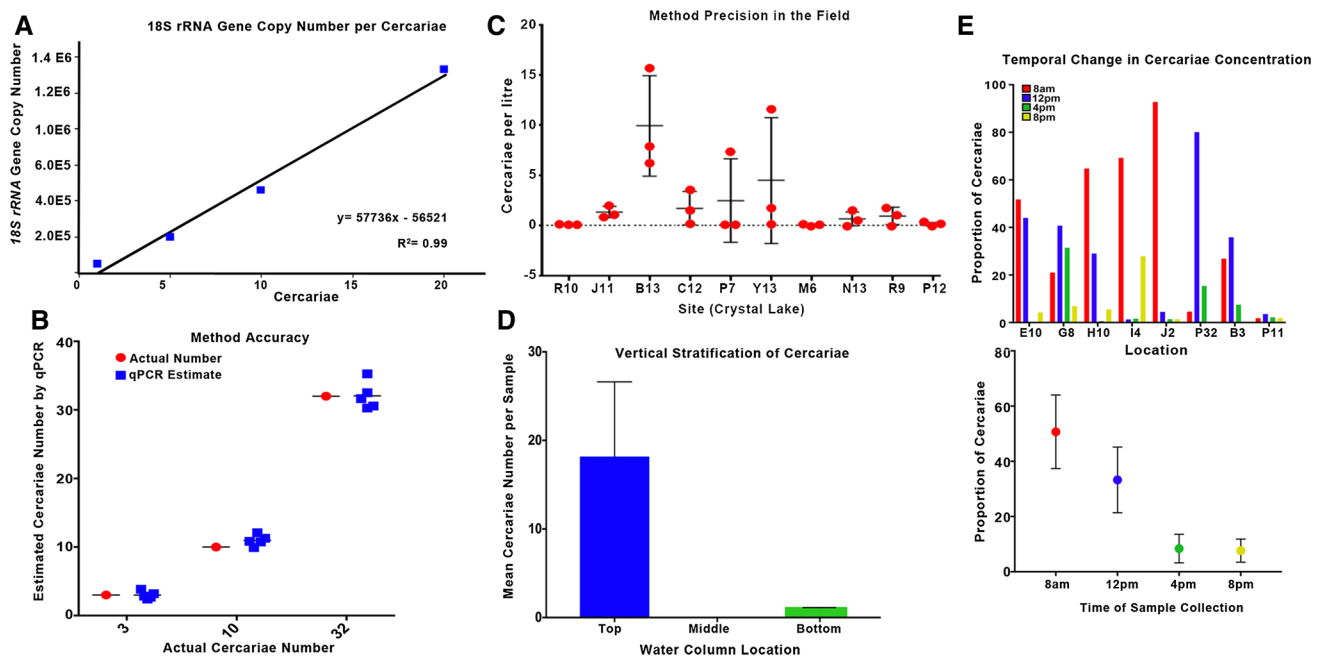 A
18S rRNA Gene Copy Number per Cercariae
18S rRNA Gene Copy Number
1.4 E6
1.2E6
1.0E6
6.0E5
4.0E5
2.0E5
y= 57736x - 56521
R²= 0.99
0 5 10 15 20
Cercariae
B
Method Accuracy
Actual Number
qPCR Estimate
Estimated Cercariae Number by qPCR
40
30
20
10
0
3 10 32
Actual Cercariae Number
C
Method Precision in the Field
Cercariae per litre
20
15
10
5
0
-5
R10 J11 B13 C12 P7 Y13 M6 N13 R9 P12
Site (Crystal Lake)
D
Vertical Stratification of Cercariae
Mean Cercariae Number per Sample
30
20
10
0
Top Middle Bottom
Water Column Location
E
Temporal Change in Cercariae Concentration
8am
12pm
4pm
8pm
Proportion of Cercariae
100
80
60
40
20
0
E10 G8 H10 I4 J2 P32 B3 P11
Location
Proportion of Cercariae
80
60
40
20
0
8am 12pm 4pm 8pm
Time of Sample Collection